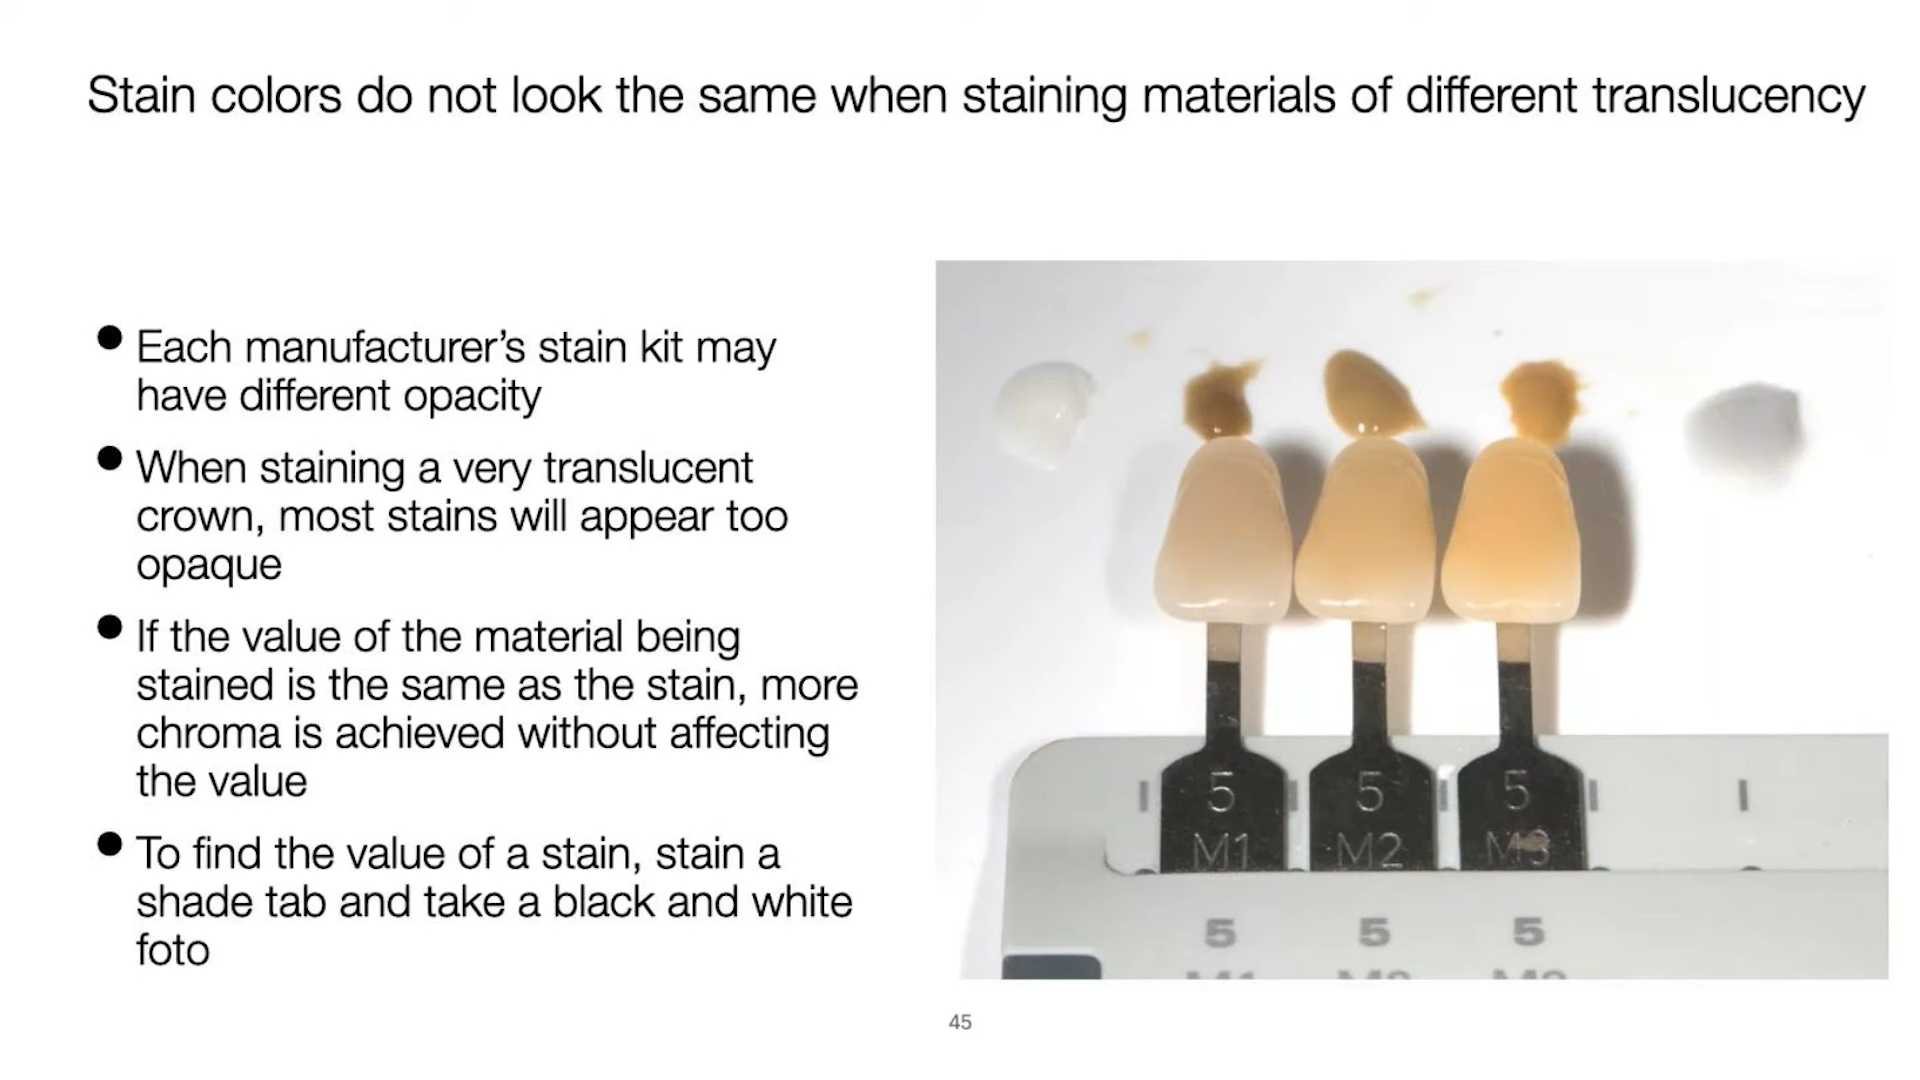 Stain colors do not look the same when staining materials of different translucency
Each manufacturer’s stain kit may
have different opacity
When staining a very translucent
crown, most stains will appear too
opaque
If the value of the material being
stained is the same as the stain, more
chroma is achieved without affecting
the value
To find the value of a stain, stain a
shade tab and take a black and white
foto
5 5 5
M1 M2 M3
5 5 5
45